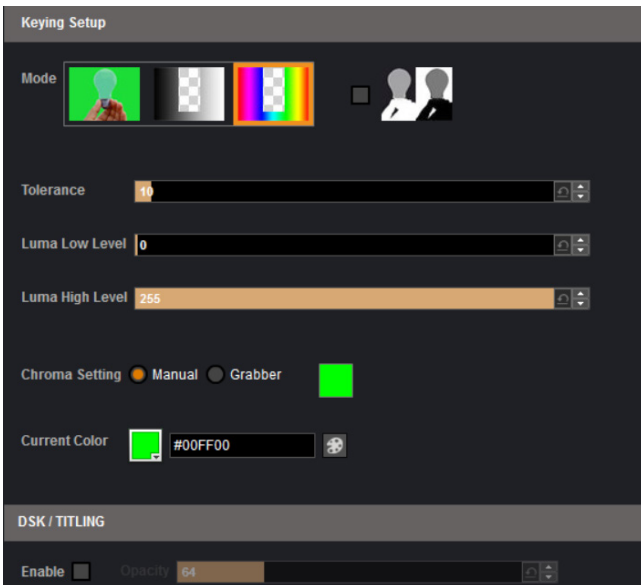 Keying Setup
Mode
Tolerance 10
Luma Low Level 0
Luma High Level 255
Chroma Setting Manual Grabber
Current Color #00FF00
DSK / TITLING
Enable Opacity 64